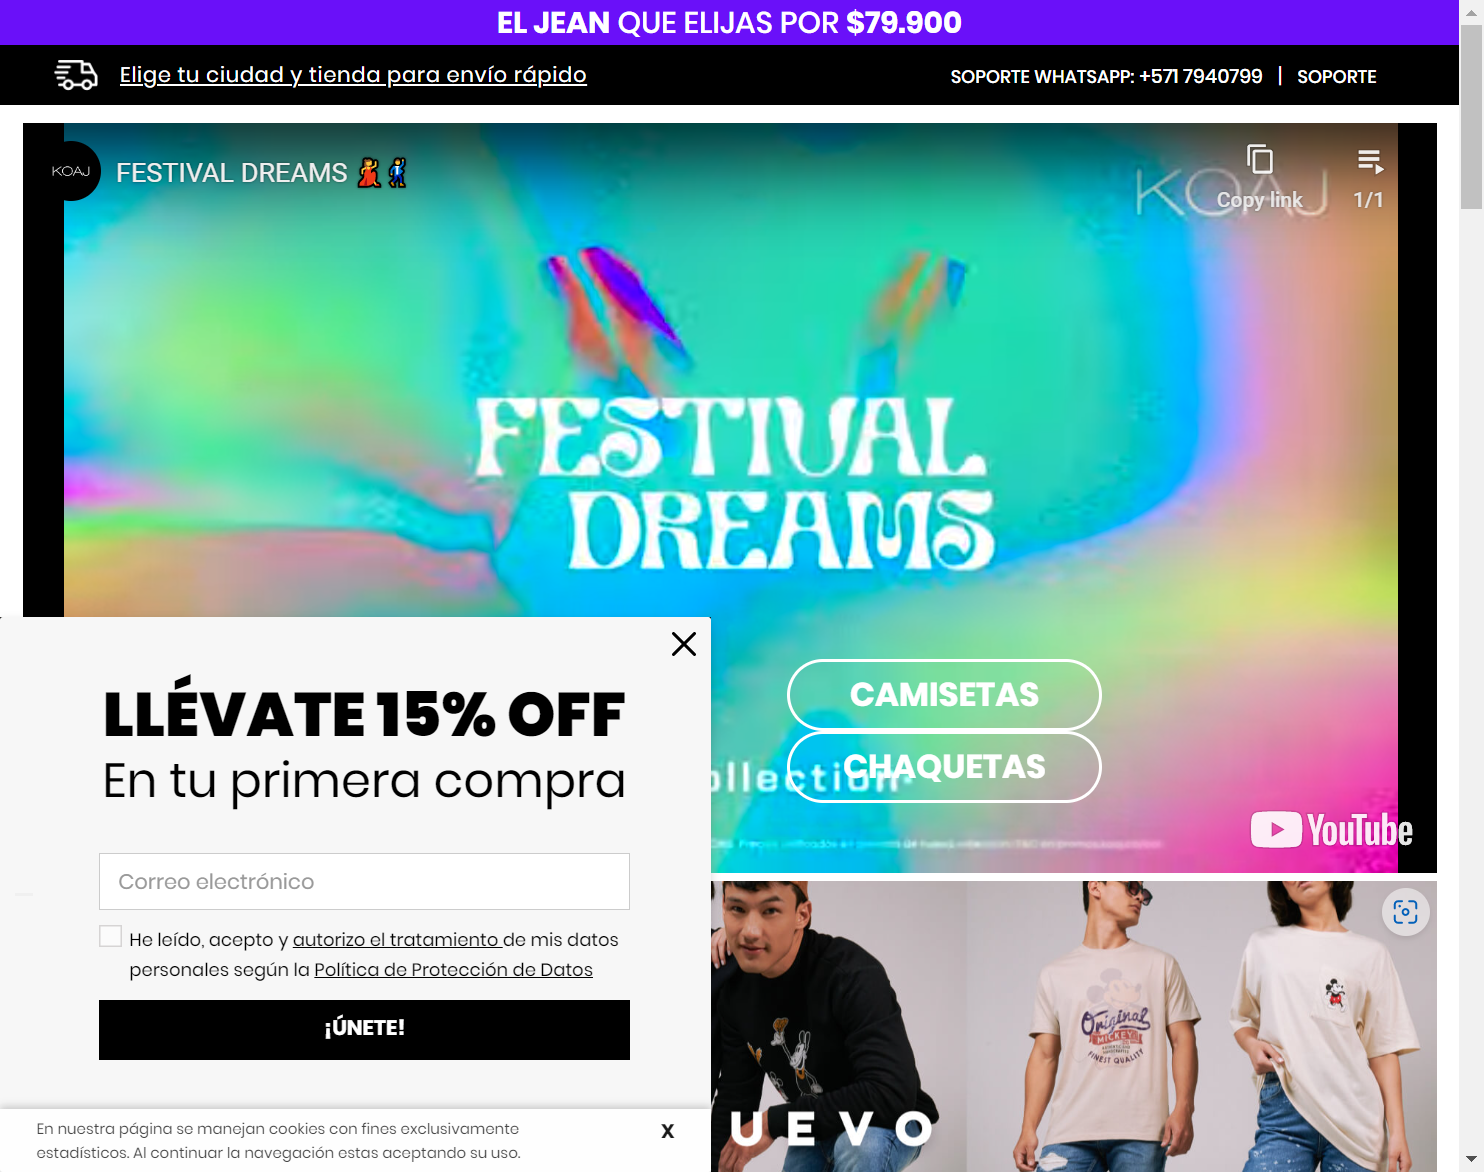 EL JEAN QUE ELIJAS POR $79.900
Elige tu ciudad y tienda para envío rápido
SOPORTE WHATSAPP: +571 7940799 | SOPORTE
KOAJ
FESTIVAL DREAMS
KOAJ
Copy link
1/1
FESTIVAL
DREAMS
CAMISETAS
CHAQUETAS
ollection
YouTube
LLÉVATE 15% OFF
En tu primera compra
Correo electrónico
He leído, acepto y autorizo el tratamiento de mis datos
personales según la Política de Protección de Datos
¡ÚNETE!
Original
MICKEY
FINEST QUALITY
UEVO
En nuestra página se manejan cookies con fines exclusivamente
estadísticos. Al continuar la navegación estas aceptando su uso.
X